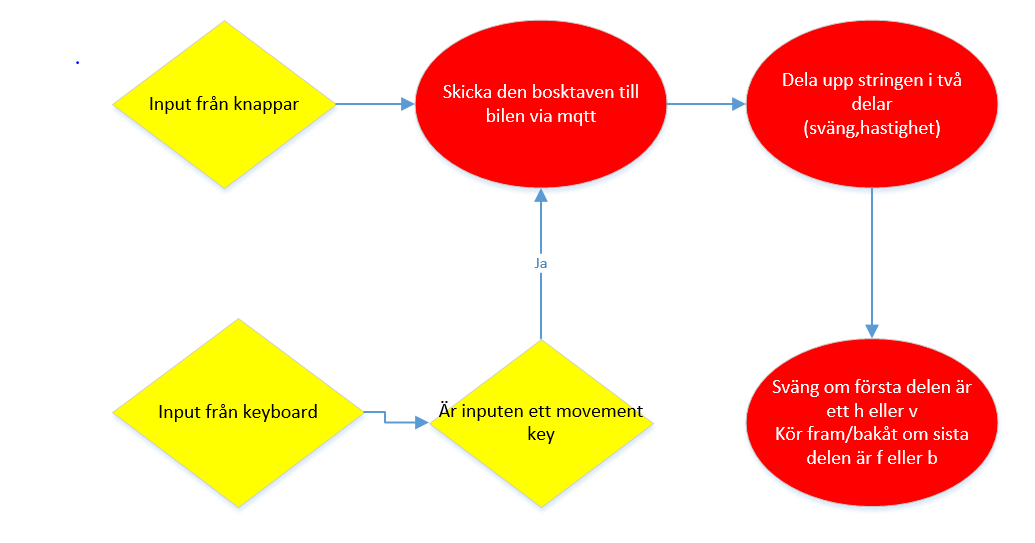 Input från knappar
Skicka den bosktaven till
bilen via mqtt
Dela upp stringen i två
delar
(sväng,hastighet)
Ja
Input från keyboard
Är inputen ett movement
key
Sväng om första delen är
ett h eller v
Kör fram/bakåt om sista
delen är f eller b